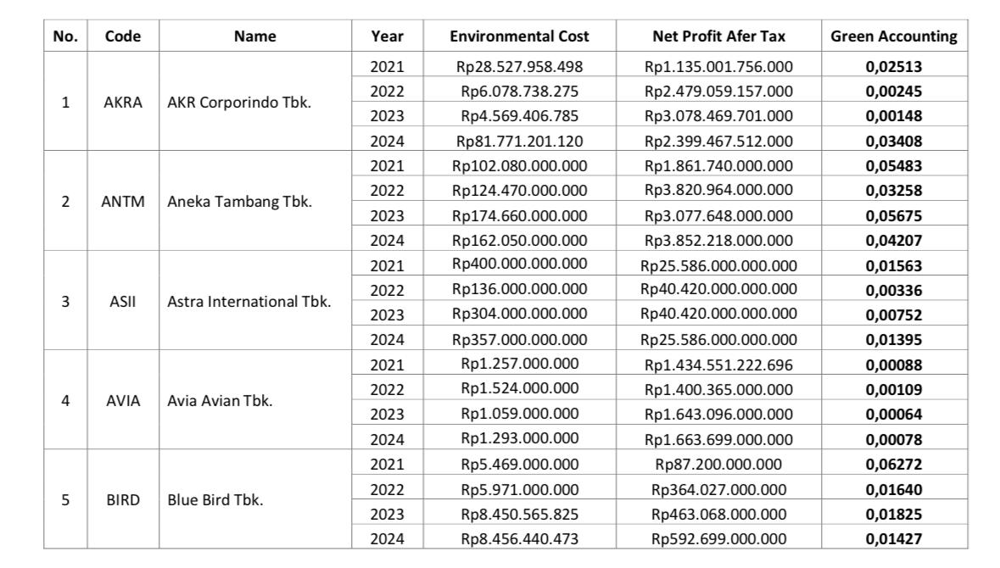 No. Code Name Year Environmental Cost Net Profit Afer Tax Green Accounting
1 AKRA AKR Corporindo Tbk. 2021 Rp28.527.958.498 Rp1.135.001.756.000 0,02513
2022 Rp6.078.738.275 Rp2.479.059.157.000 0,00245
2023 Rp4.569.406.785 Rp3.078.469.701.000 0,00148
2024 Rp81.771.201.120 Rp2.399.467.512.000 0,03408
2 ANTM Aneka Tambang Tbk. 2021 Rp102.080.000.000 Rp1.861.740.000.000 0,05483
2022 Rp124.470.000.000 Rp3.820.964.000.000 0,03258
2023 Rp174.660.000.000 Rp3.077.648.000.000 0,05675
2024 Rp162.050.000.000 Rp3.852.218.000.000 0,04207
3 ASII Astra International Tbk. 2021 Rp400.000.000.000 Rp25.586.000.000.000 0,01563
2022 Rp136.000.000.000 Rp40.420.000.000.000 0,00336
2023 Rp304.000.000.000 Rp40.420.000.000.000 0,00752
2024 Rp357.000.000.000 Rp25.586.000.000.000 0,01395
4 AVIA Avia Avian Tbk. 2021 Rp1.257.000.000 Rp1.434.551.222.696 0,00088
2022 Rp1.524.000.000 Rp1.400.365.000.000 0,00109
2023 Rp1.059.000.000 Rp1.643.096.000.000 0,00064
2024 Rp1.293.000.000 Rp1.663.699.000.000 0,00078
5 BIRD Blue Bird Tbk. 2021 Rp5.469.000.000 Rp87.200.000.000 0,06272
2022 Rp5.971.000.000 Rp364.027.000.000 0,01640
2023 Rp8.450.565.825 Rp463.068.000.000 0,01825
2024 Rp8.456.440.473 Rp592.699.000.000 0,01427